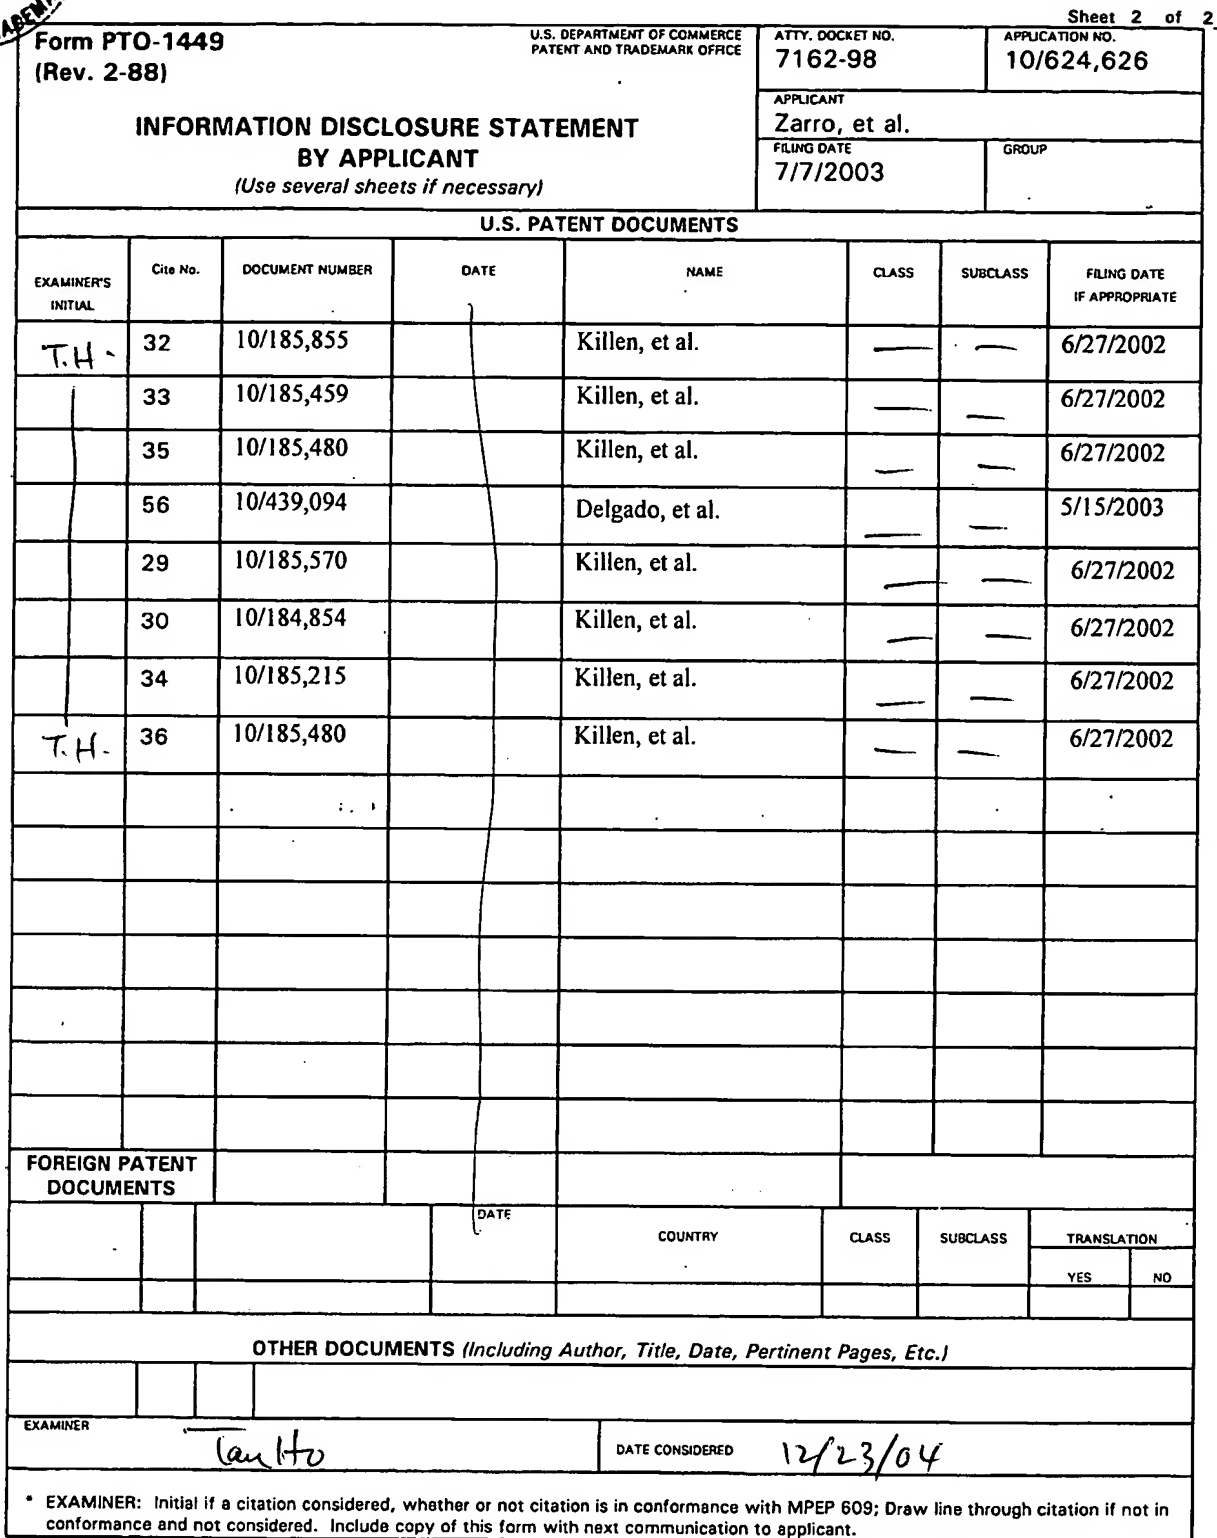 Sheet 2 of 2
Form PTO-1449
(Rev. 2-88)
U.S. DEPARTMENT OF COMMERCE
PATENT AND TRADEMARK OFFICE
ATTY. DOCKET NO.
7162-98
APPLICATION NO.
10/624,626
INFORMATION DISCLOSURE STATEMENT
BY APPLICANT
(Use several sheets if necessary)
APPLICANT
Zarro, et al.
FILING DATE
7/7/2003
GROUP
U.S. PATENT DOCUMENTS
EXAMINER'S INITIAL Cite No. DOCUMENT NUMBER DATE NAME CLASS SUBCLASS FILING DATE IF APPROPRIATE
T.H. 32 10/185,855 Killen, et al. — — 6/27/2002
33 10/185,459 Killen, et al. — — 6/27/2002
35 10/185,480 Killen, et al. — — 6/27/2002
56 10/439,094 Delgado, et al. — — 5/15/2003
29 10/185,570 Killen, et al. — — 6/27/2002
30 10/184,854 Killen, et al. — — 6/27/2002
34 10/185,215 Killen, et al. — — 6/27/2002
T.H. 36 10/185,480 Killen, et al. — — 6/27/2002
FOREIGN PATENT
DOCUMENTS
DATE COUNTRY CLASS SUBCLASS TRANSLATION
YES NO
OTHER DOCUMENTS (Including Author, Title, Date, Pertinent Pages, Etc.)
EXAMINER Tan Ho DATE CONSIDERED 12/23/04
* EXAMINER: Initial if a citation considered, whether or not citation is in conformance with MPEP 609; Draw line through citation if not in
conformance and not considered. Include copy of this form with next communication to applicant.